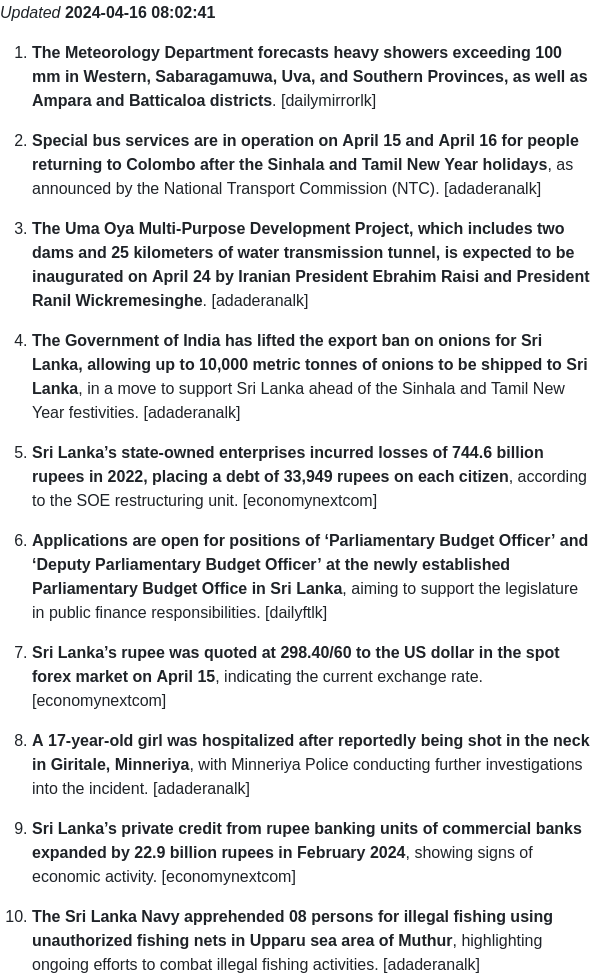 Updated 2024-04-16 08:02:41
1. The Meteorology Department forecasts heavy showers exceeding 100
mm in Western, Sabaragamuwa, Uva, and Southern Provinces, as well as
Ampara and Batticaloa districts. [dailymirrorlk]
2. Special bus services are in operation on April 15 and April 16 for people
returning to Colombo after the Sinhala and Tamil New Year holidays, as
announced by the National Transport Commission (NTC). [adaderanalk]
3. The Uma Oya Multi-Purpose Development Project, which includes two
dams and 25 kilometers of water transmission tunnel, is expected to be
inaugurated on April 24 by Iranian President Ebrahim Raisi and President
Ranil Wickremesinghe. [adaderanalk]
4. The Government of India has lifted the export ban on onions for Sri
Lanka, allowing up to 10,000 metric tonnes of onions to be shipped to Sri
Lanka, in a move to support Sri Lanka ahead of the Sinhala and Tamil New
Year festivities. [adaderanalk]
5. Sri Lanka’s state-owned enterprises incurred losses of 744.6 billion
rupees in 2022, placing a debt of 33,949 rupees on each citizen, according
to the SOE restructuring unit. [economynextcom]
6. Applications are open for positions of ‘Parliamentary Budget Officer’ and
‘Deputy Parliamentary Budget Officer’ at the newly established
Parliamentary Budget Office in Sri Lanka, aiming to support the legislature
in public finance responsibilities. [dailyftlk]
7. Sri Lanka’s rupee was quoted at 298.40/60 to the US dollar in the spot
forex market on April 15, indicating the current exchange rate.
[economynextcom]
8. A 17-year-old girl was hospitalized after reportedly being shot in the neck
in Giritale, Minneriya, with Minneriya Police conducting further investigations
into the incident. [adaderanalk]
9. Sri Lanka’s private credit from rupee banking units of commercial banks
expanded by 22.9 billion rupees in February 2024, showing signs of
economic activity. [economynextcom]
10. The Sri Lanka Navy apprehended 08 persons for illegal fishing using
unauthorized fishing nets in Upparu sea area of Muthur, highlighting
ongoing efforts to combat illegal fishing activities. [adaderanalk]